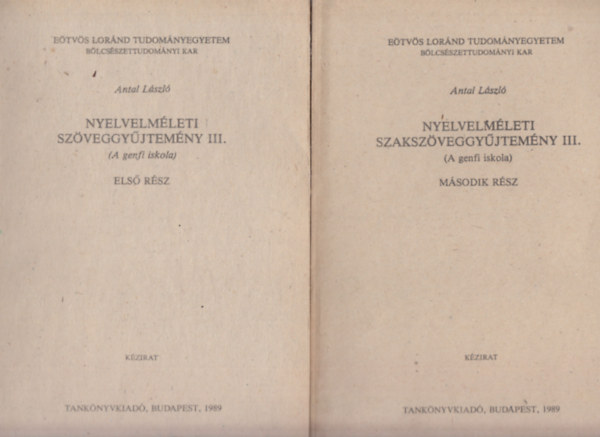 EÖTVÖS LORÁND TUDOMÁNYEGYETEM
BÖLCSÉSZETTUDOMÁNYI KAR
Antal László
NYELVELMÉLETI
SZÖVEGGYŰJTEMÉNY III.
(A genfi iskola)
ELSŐ RÉSZ
KÉZIRAT
TANKÖNYVKIADÓ, BUDAPEST, 1989
EÖTVÖS LORÁND TUDOMÁNYEGYETEM
BÖLCSÉSZETTUDOMÁNYI KAR
Antal László
NYELVELMÉLETI
SZAKSZÖVEGGYŰJTEMÉNY III.
(A genfi iskola)
MÁSODIK RÉSZ
KÉZIRAT
TANKÖNYVKIADÓ, BUDAPEST, 1989